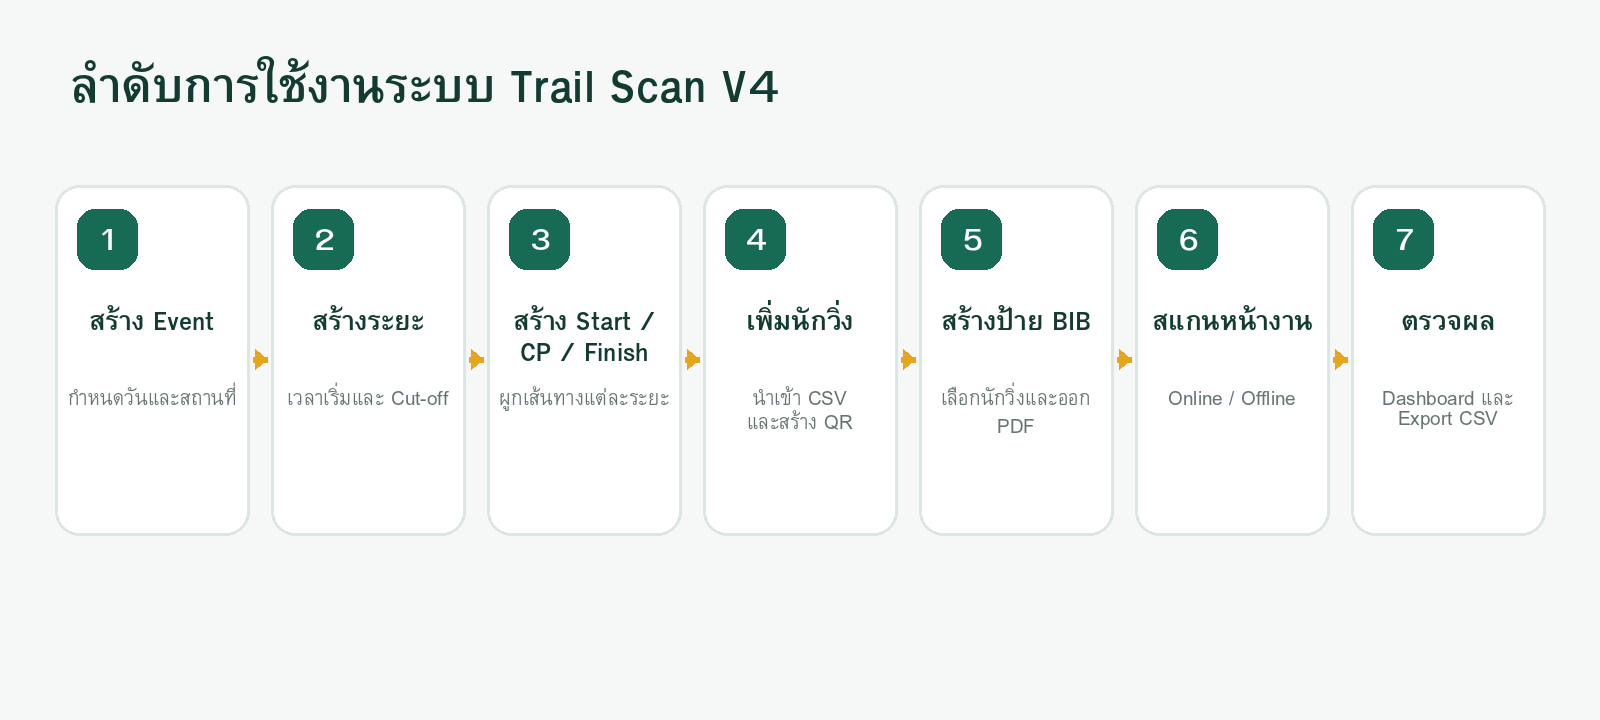 ลำดับการใช้งานระบบ Trail Scan V4
1
สร้าง Event
กำหนดวันและสถานที่
2
สร้างระยะ
เวลาเริ่มและ Cut-off
3
สร้าง Start /
CP / Finish
ผูกเส้นทางแต่ละระยะ
4
เพิ่มนักวิ่ง
นำเข้า CSV
และสร้าง QR
5
สร้างป้าย BIB
เลือกนักวิ่งและออก
PDF
6
สแกนหน้างาน
Online / Offline
7
ตรวจผล
Dashboard และ
Export CSV